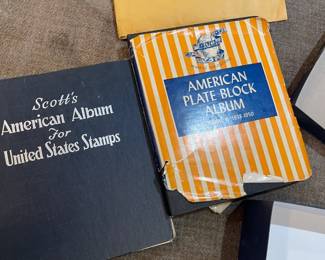 Scott's
American Album
For
United States Stamps
AMERICAN
PLATE BLOCK
ALBUM